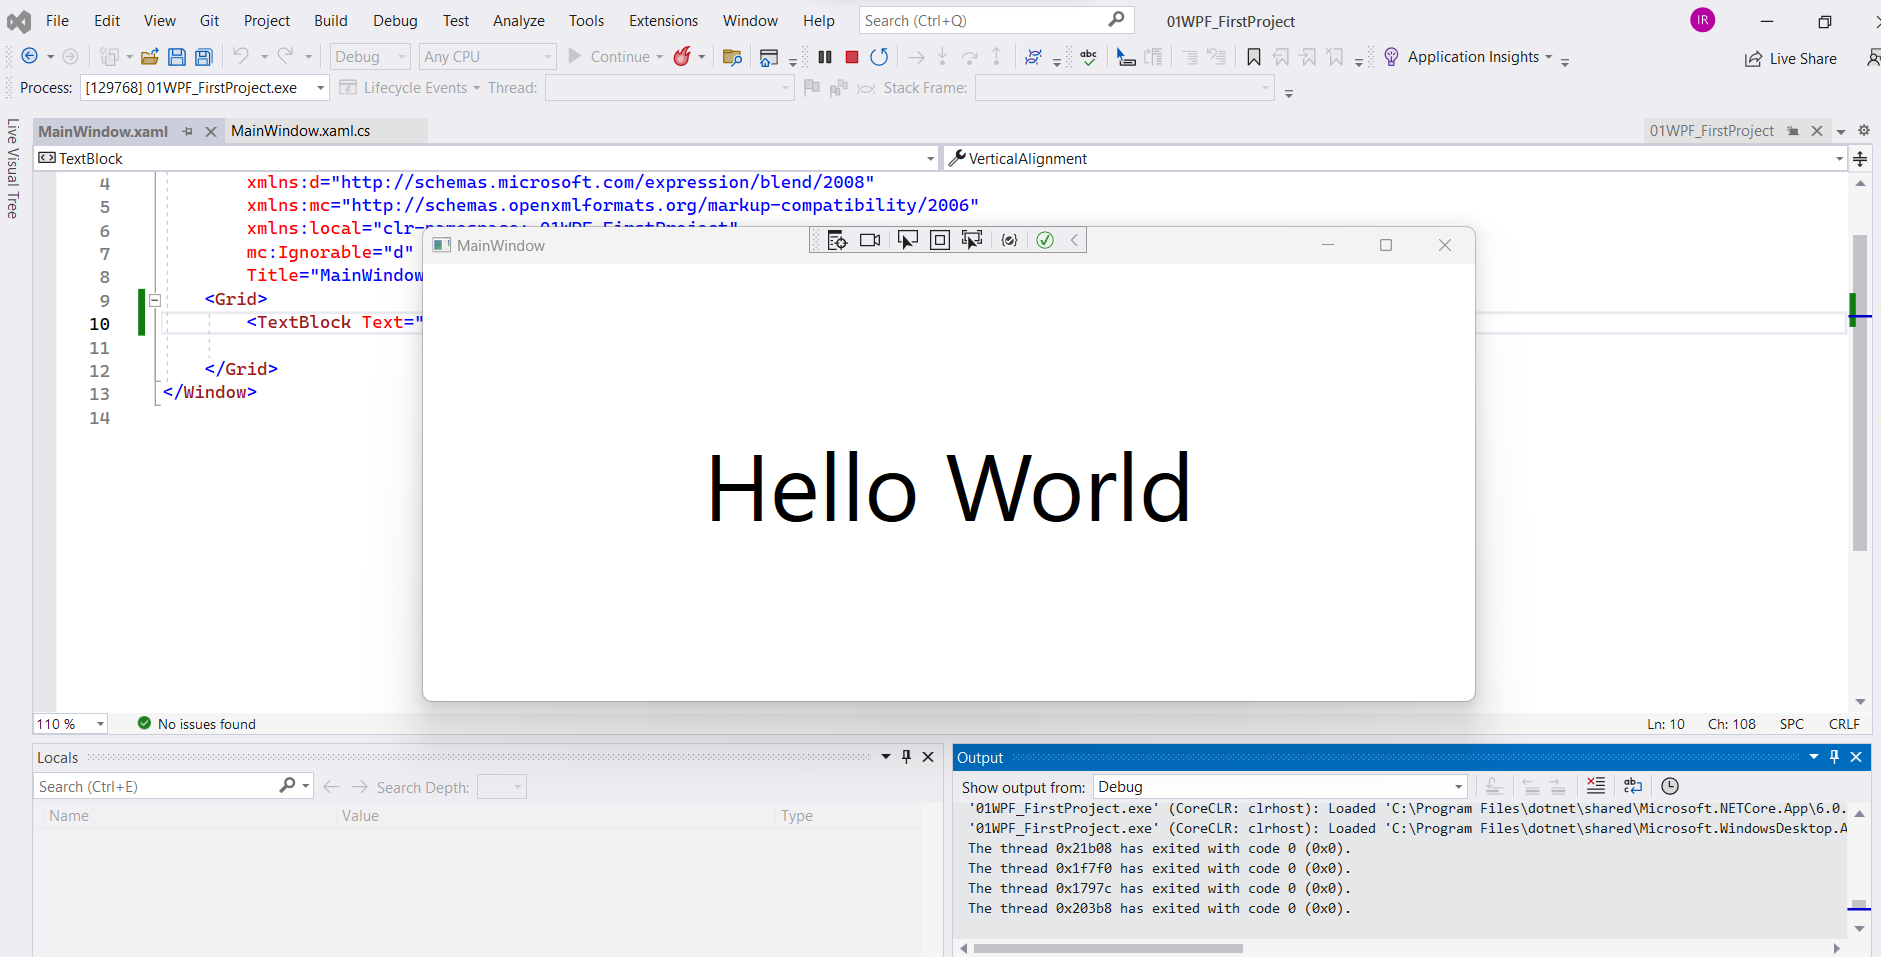 File Edit View Git Project Build Debug Test Analyze Tools Extensions Window Help Search (Ctrl+Q) 01WPF_FirstProject IR
Debug Any CPU Continue abc Application Insights Live Share
Process: [129768] 01WPF_FirstProject.exe Lifecycle Events Thread: Stack Frame:
Live Visual Tree
MainWindow.xaml MainWindow.xaml.cs 01WPF_FirstProject
TextBlock VerticalAlignment
4 xmlns:d="http://schemas.microsoft.com/expression/blend/2008"
5 xmlns:mc="http://schemas.openxmlformats.org/markup-compatibility/2006"
6 xmlns:local="clr-namespace:_01WPF_FirstProject"
7 mc:Ignorable="d"
8 Title="MainWindow
9 <Grid>
10 <TextBlock Text="
11
12 </Grid>
13 </Window>
14
MainWindow
Hello World
110 % No issues found Ln: 10 Ch: 108 SPC CRLF
Locals
Search (Ctrl+E) Search Depth:
Name Value Type
Output
Show output from: Debug
'01WPF_FirstProject.exe' (CoreCLR: clrhost): Loaded 'C:\Program Files\dotnet\shared\Microsoft.NETCore.App\6.0.
'01WPF_FirstProject.exe' (CoreCLR: clrhost): Loaded 'C:\Program Files\dotnet\shared\Microsoft.WindowsDesktop.A
The thread 0x21b08 has exited with code 0 (0x0).
The thread 0x1f7f0 has exited with code 0 (0x0).
The thread 0x1797c has exited with code 0 (0x0).
The thread 0x203b8 has exited with code 0 (0x0).